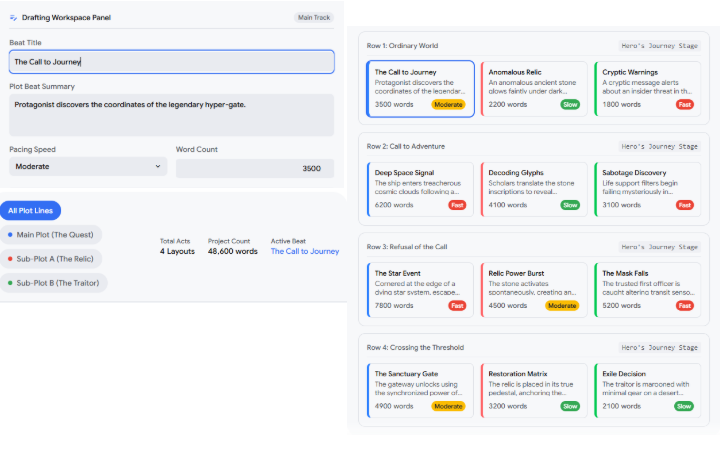 Drafting Workspace Panel
Main Track
Beat Title
The Call to Journey
Plot Beat Summary
Protagonist discovers the coordinates of the legendary hyper-gate.
Pacing Speed
Word Count
Moderate
3500
All Plot Lines
Main Plot (The Quest)
Sub-Plot A (The Relic)
Sub-Plot B (The Traitor)
Total Acts
4 Layouts
Project Count
48,600 words
Active Beat
The Call to Journey
Row 1: Ordinary World
Hero's Journey Stage
The Call to Journey
Protagonist discovers the
coordinates of the legendar...
3500 words
Moderate
Anomalous Relic
An anomalous ancient stone
glows faintly under dark...
2200 words
Slow
Cryptic Warnings
A cryptic message alerts
about an insider threat in th...
1800 words
Fast
Row 2: Call to Adventure
Hero's Journey Stage
Deep Space Signal
The ship enters treacherous
cosmic clouds following a...
6200 words
Fast
Decoding Glyphs
Scholars translate the stone
inscriptions to reveal...
4100 words
Slow
Sabotage Discovery
Life support filters begin
failing mysteriously in...
3100 words
Fast
Row 3: Refusal of the Call
Hero's Journey Stage
The Star Event
Cornered at the edge of a
dying star system, escape...
7800 words
Fast
Relic Power Burst
The stone activates
spontaneously, creating an...
4500 words
Moderate
The Mask Falls
The trusted first officer is
caught altering transit senso...
5200 words
Fast
Row 4: Crossing the Threshold
Hero's Journey Stage
The Sanctuary Gate
The gateway unlocks using
the synchronized power of...
4900 words
Moderate
Restoration Matrix
The relic is placed in its true
pedestal, anchoring the...
3200 words
Slow
Exile Decision
The traitor is marooned with
minimal gear on a desert...
2100 words
Slow